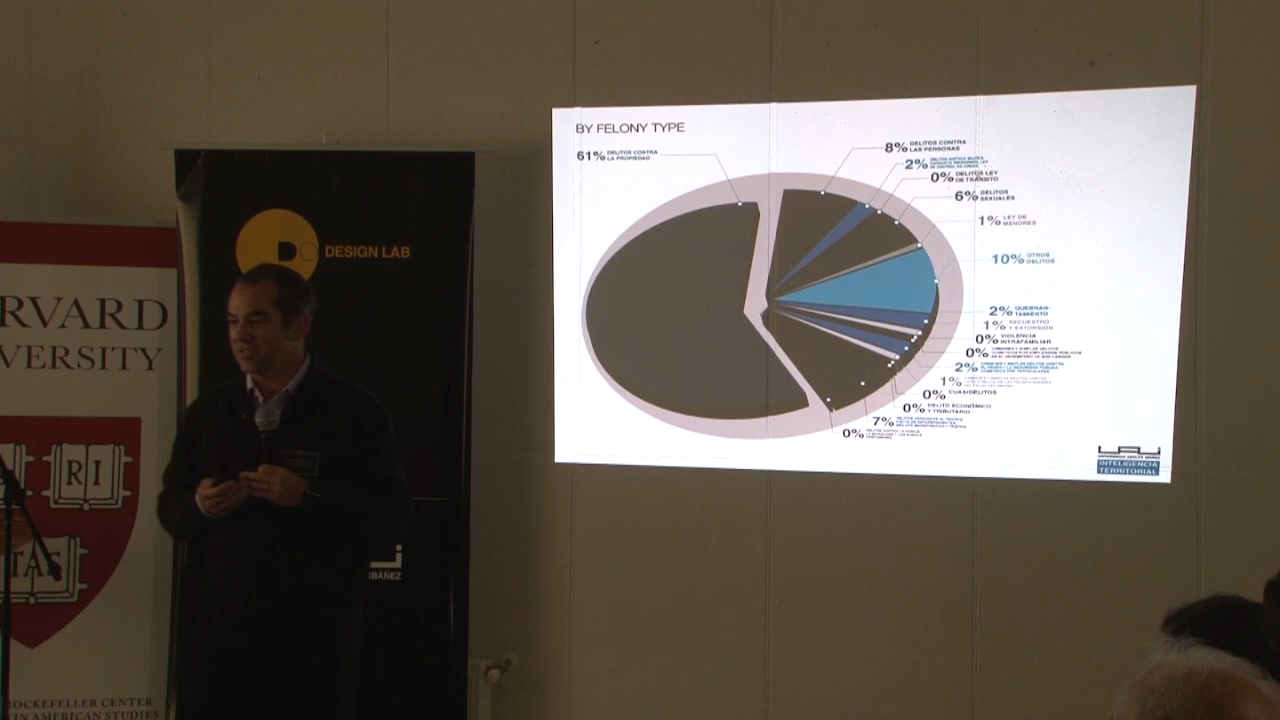 BY FELONY TYPE
61% DELITOS CONTRA
LA PROPIEDAD
8% DELITOS CONTRA
LAS PERSONAS
2%
0% DELITOS LEY
DE TRÁNSITO
6% DELITOS
SEXUALES
1% LEY DE
MENORES
10% OTROS
DELITOS
2% QUEBRAN-
TAMIENTO
1% SECUESTRO
Y EXTORSIÓN
0% VIOLENCIA
INTRAFAMILIAR
0%
2%
1%
0% CUASIDELITOS
0% DELITO ECONÓMICO
Y TRIBUTARIO
7%
0%
INTELIGENCIA
TERRITORIAL
D
DESIGN LAB
IBÁÑEZ
RVARD
VERSITY
RI
TAS
OCKEFELLER CENTER
TIN AMERICAN STUDIES